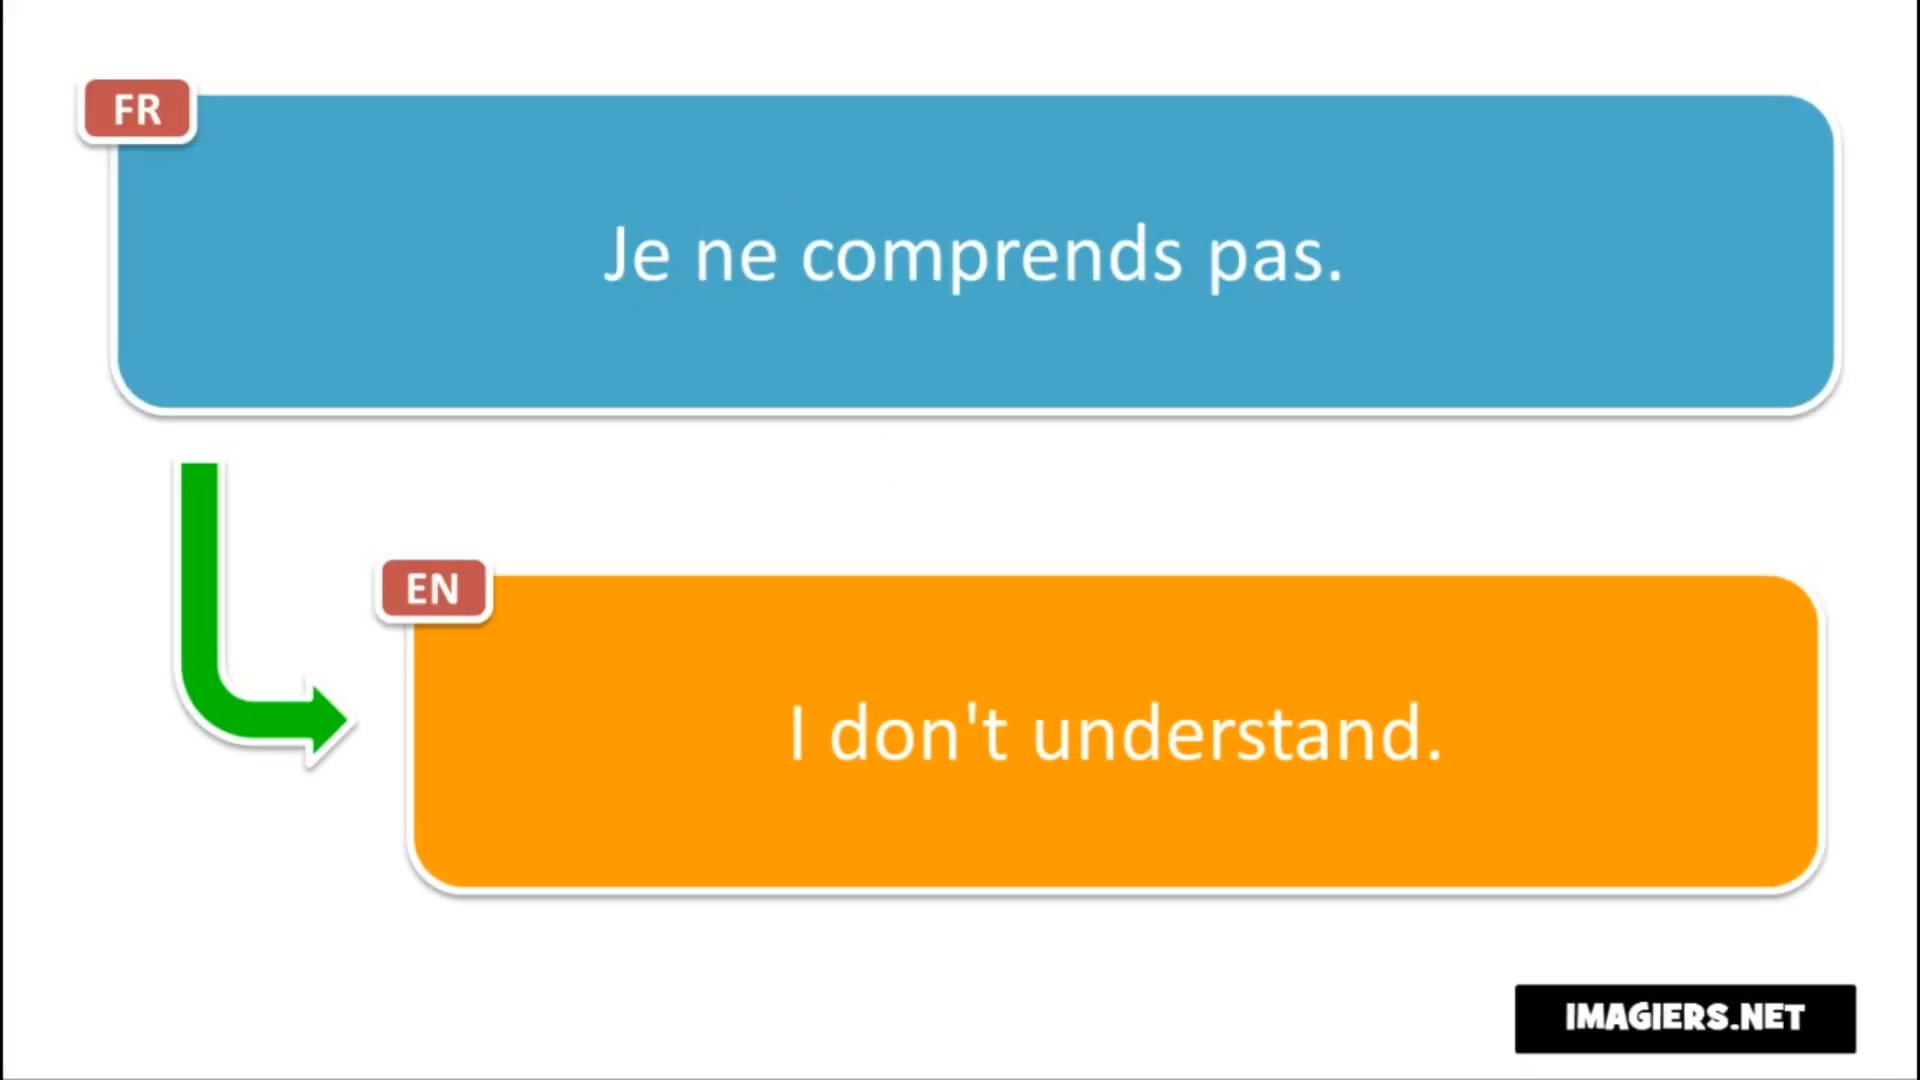 FR
Je ne comprends pas.
EN
I don't understand.
IMAGIERS.NET